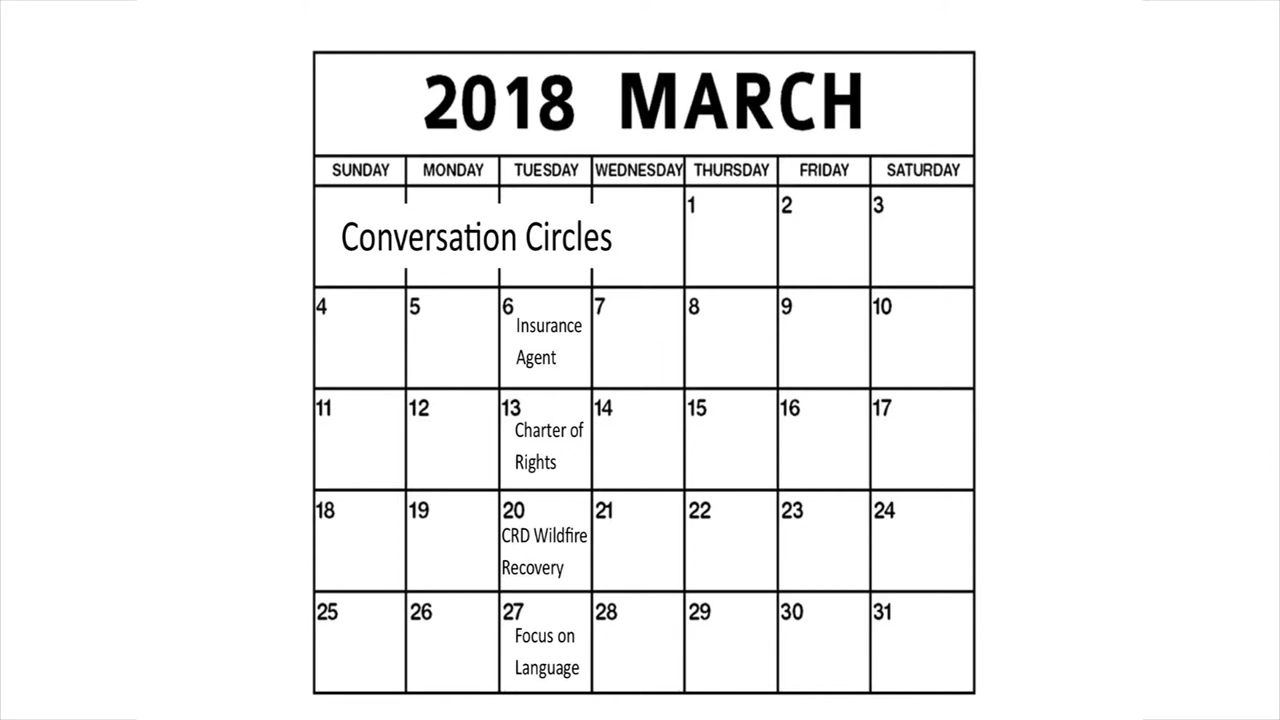 2018 MARCH
SUNDAY MONDAY TUESDAY WEDNESDAY THURSDAY FRIDAY SATURDAY
Conversation Circles
1 2 3
4 5 6 7 8 9 10
Insurance
Agent
11 12 13 14 15 16 17
Charter of
Rights
18 19 20 21 22 23 24
CRD Wildfire
Recovery
25 26 27 28 29 30 31
Focus on
Language